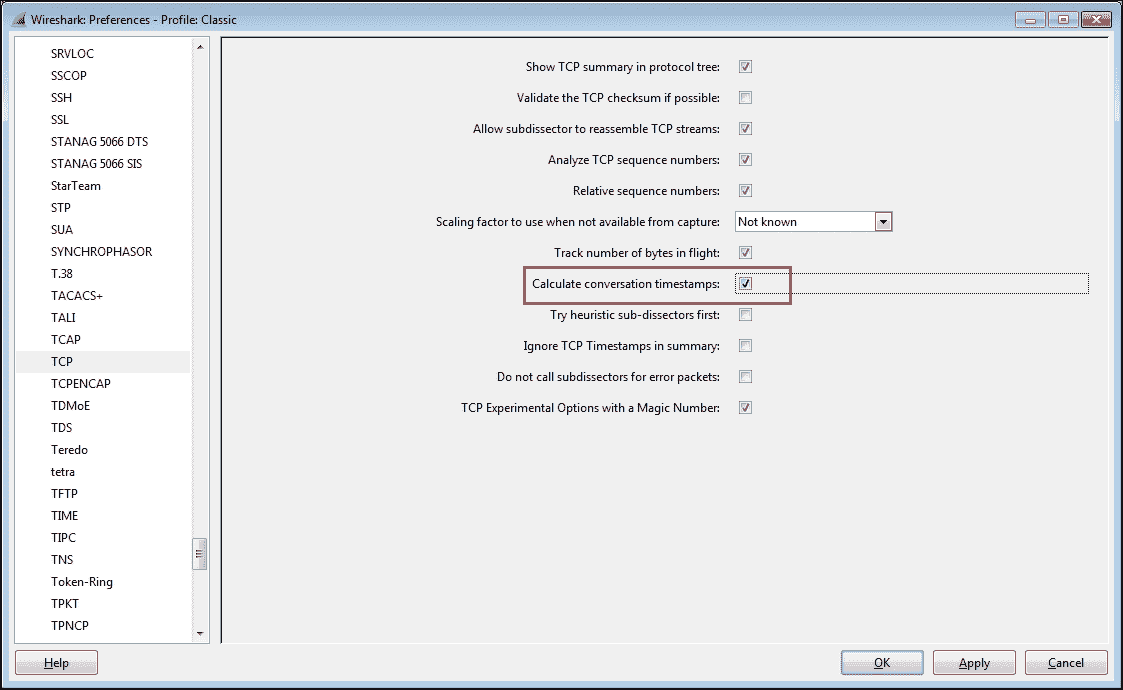 Wireshark: Preferences - Profile: Classic
SRVLOC
SSCOP
SSH
SSL
STANAG 5066 DTS
STANAG 5066 SIS
StarTeam
STP
SUA
SYNCHROPHASOR
T.38
TACACS+
TALI
TCAP
TCP
TCPENCAP
TDMoE
TDS
Teredo
tetra
TFTP
TIME
TIPC
TNS
Token-Ring
TPKT
TPNCP
Show TCP summary in protocol tree:
Validate the TCP checksum if possible:
Allow subdissector to reassemble TCP streams:
Analyze TCP sequence numbers:
Relative sequence numbers:
Scaling factor to use when not available from capture: Not known
Track number of bytes in flight:
Calculate conversation timestamps:
Try heuristic sub-dissectors first:
Ignore TCP Timestamps in summary:
Do not call subdissectors for error packets:
TCP Experimental Options with a Magic Number:
Help OK Apply Cancel